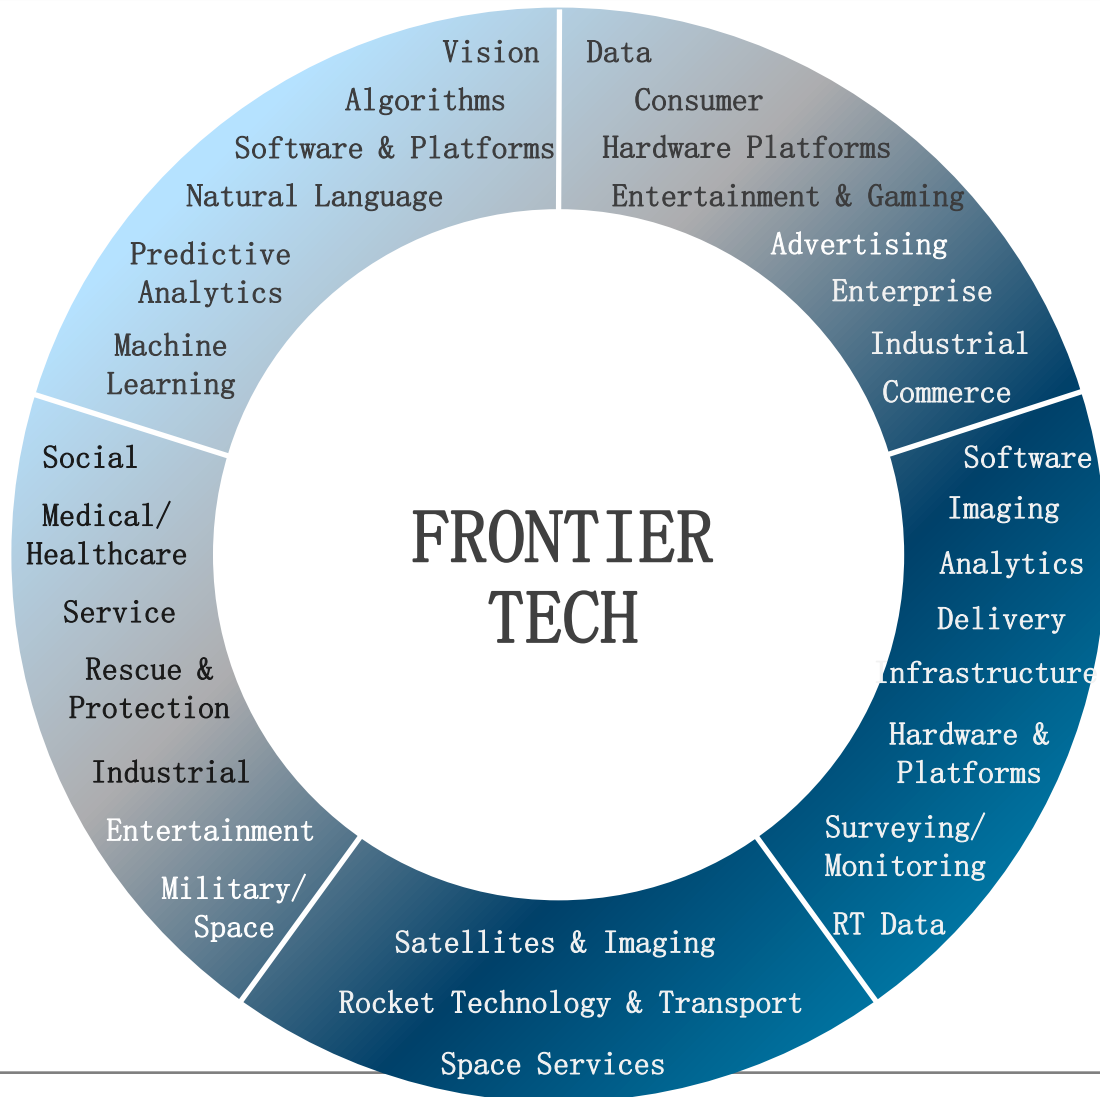 Vision
Algorithms
Software & Platforms
Natural Language
Predictive
Analytics
Machine
Learning
Data
Consumer
Hardware Platforms
Entertainment & Gaming
Advertising
Enterprise
Industrial
Commerce
Software
Imaging
Analytics
Delivery
Infrastructure
Hardware &
Platforms
Surveying/
Monitoring
RT Data
Satellites & Imaging
Rocket Technology & Transport
Space Services
Social
Medical/
Healthcare
Service
Rescue &
Protection
Industrial
Entertainment
Military/
Space
FRONTIER
TECH